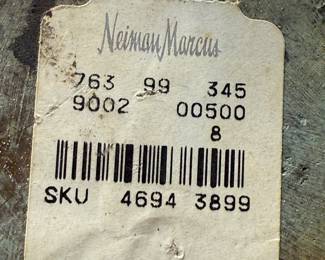 Neiman Marcus
763 99 345
9002 00500
8
SKU 4694 3899